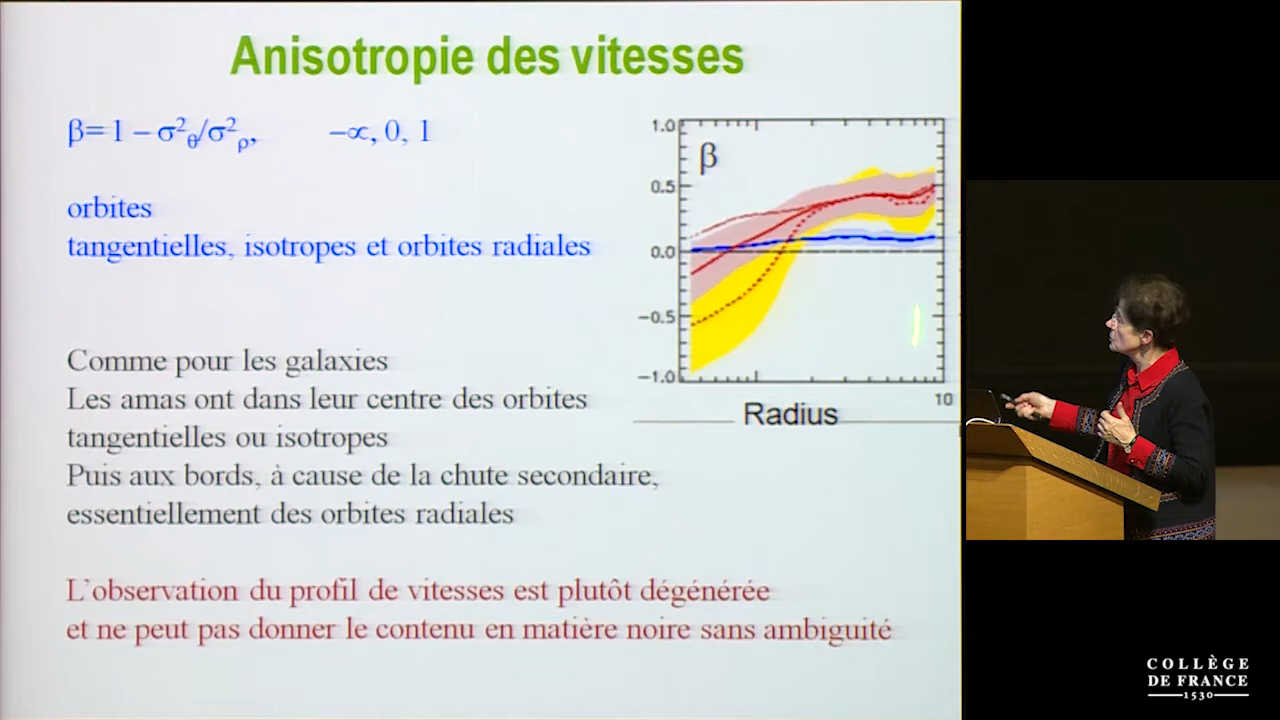 Anisotropie des vitesses
β= 1 – σ²θ/σ²ρ,   –∝, 0, 1
orbites
tangentielles, isotropes et orbites radiales
Comme pour les galaxies
Les amas ont dans leur centre des orbites
tangentielles ou isotropes
Puis aux bords, à cause de la chute secondaire,
essentiellement des orbites radiales
L'observation du profil de vitesses est plutôt dégénérée
et ne peut pas donner le contenu en matière noire sans ambiguité
1.0
β
0.5
0.0
−0.5
−1.0
10
Radius
COLLÈGE
DE FRANCE
1530